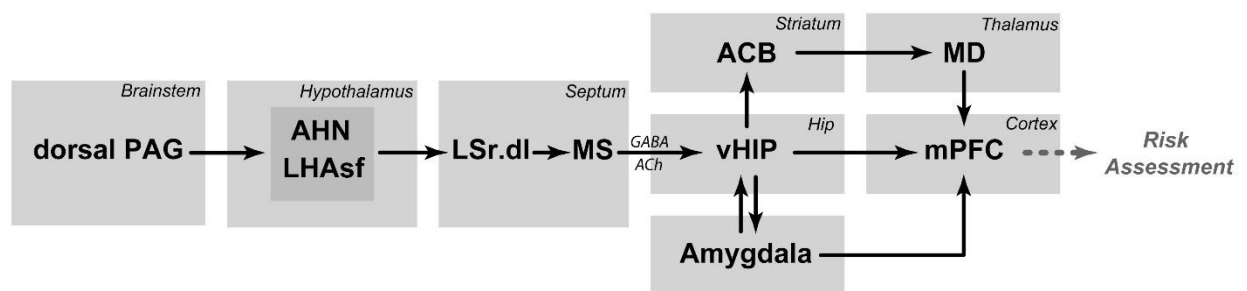 Brainstem
dorsal PAG
Hypothalamus
AHN
LHAsf
Septum
LSr.dl
MS
GABA
ACh
Striatum
ACB
Thalamus
MD
Hip
vHIP
Cortex
mPFC
Amygdala
Risk
Assessment